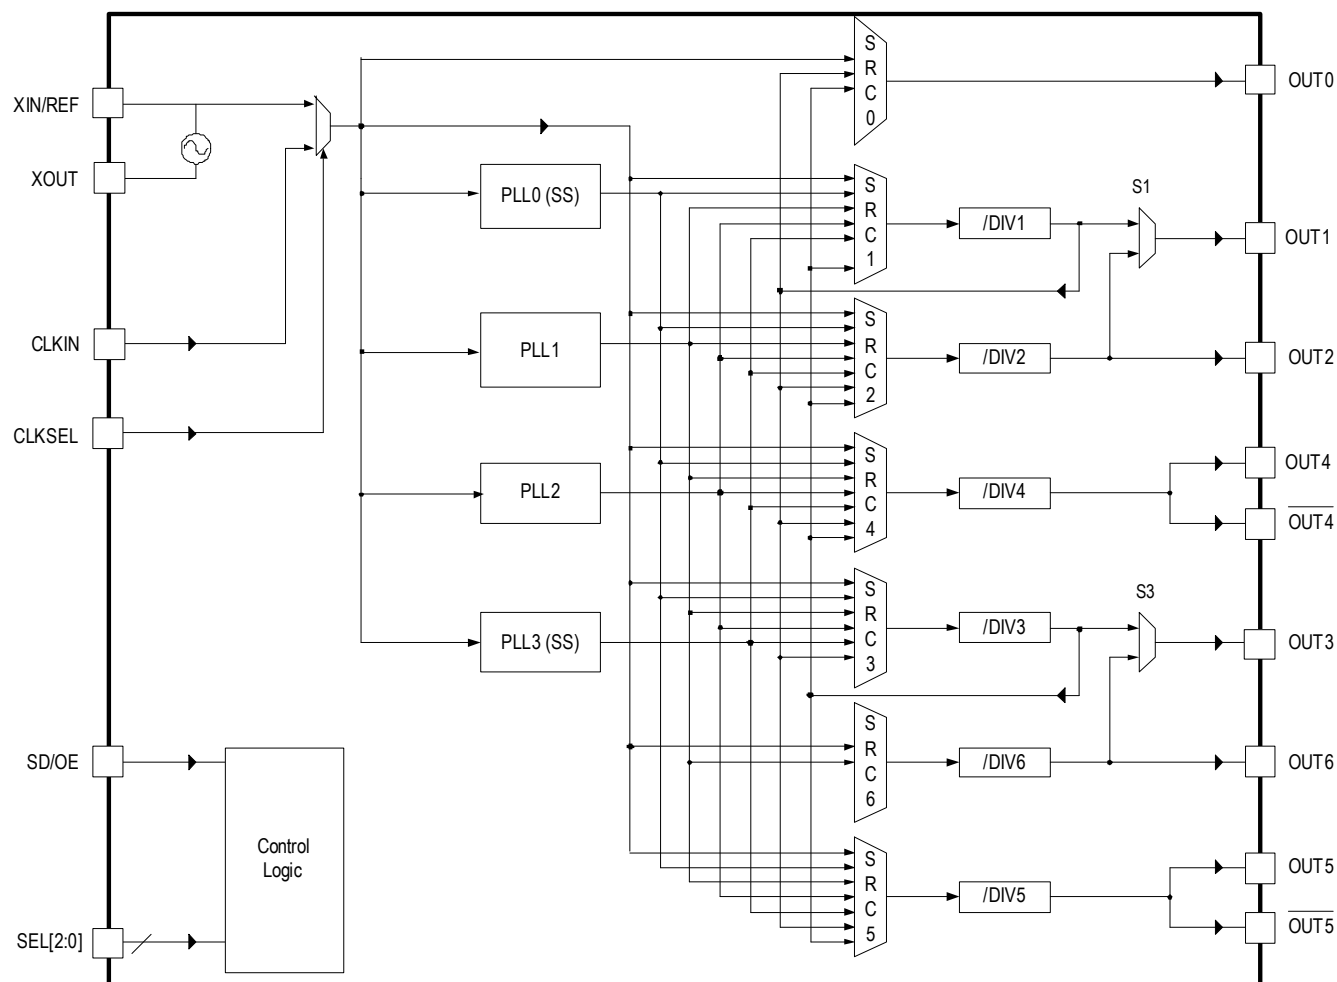 S
R
C
0
OUT0
XIN/REF
XOUT
PLL0 (SS)
S
R
C
1
/DIV1
S1
OUT1
CLKIN
PLL1
S
R
C
2
/DIV2
OUT2
CLKSEL
PLL2
S
R
C
4
/DIV4
OUT4
OUT4
PLL3 (SS)
S
R
C
3
/DIV3
S3
OUT3
SD/OE
S
R
C
6
/DIV6
OUT6
Control
Logic
S
R
C
5
/DIV5
OUT5
OUT5
SEL[2:0]